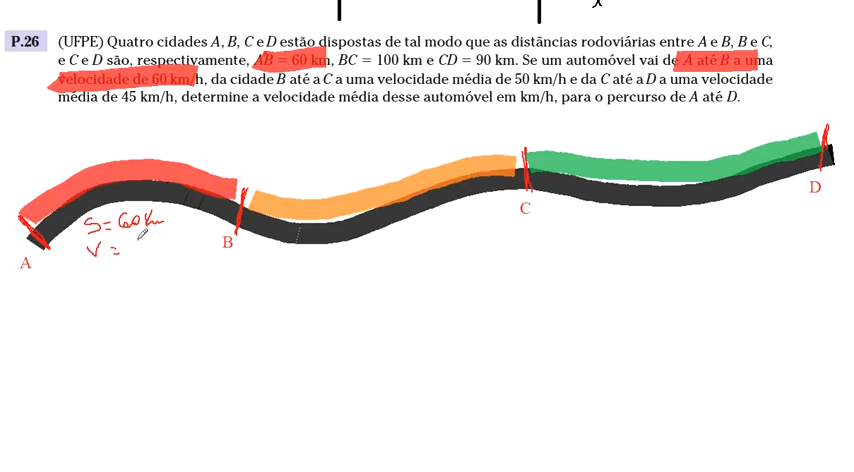 P.26 (UFPE) Quatro cidades A, B, C e D estão dispostas de tal modo que as distâncias rodoviárias entre A e B, B e C,
e C e D são, respectivamente, AB = 60 km, BC = 100 km e CD = 90 km. Se um automóvel vai de A até B a uma
velocidade de 60 km/h, da cidade B até a C a uma velocidade média de 50 km/h e da C até a D a uma velocidade
média de 45 km/h, determine a velocidade média desse automóvel em km/h, para o percurso de A até D.
S = 60 km
V =
A
B
C
D